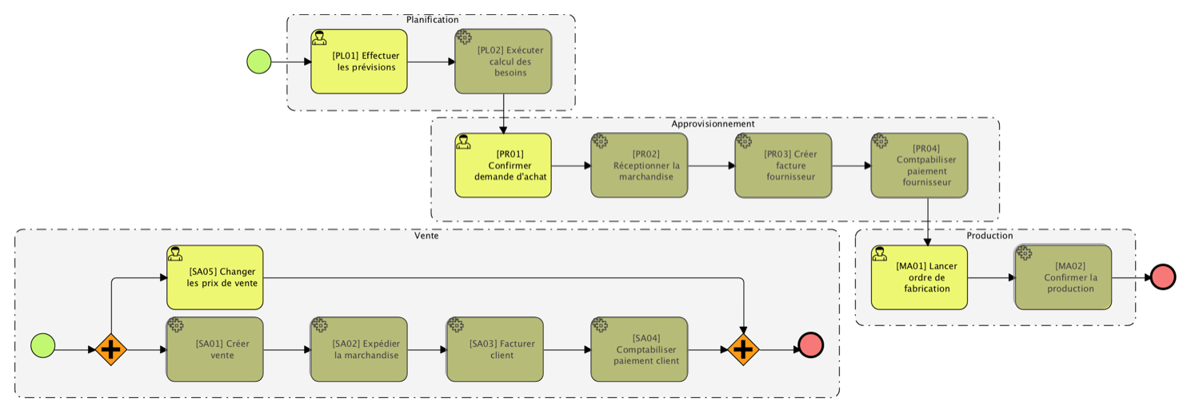 Planification
[PL01] Effectuer
les prévisions
[PL02] Exécuter
calcul des
besoins
Approvisionnement
[PR01]
Confirmer
demande d'achat
[PR02]
Réceptionner la
marchandise
[PR03] Créer
facture
fournisseur
[PR04]
Comtpabiliser
paiement
fournisseur
Vente
[SA05] Changer
les prix de vente
[SA01] Créer
vente
[SA02] Expédier
la marchandise
[SA03] Facturer
client
[SA04]
Comptabiliser
paiement client
Production
[MA01] Lancer
ordre de
fabrication
[MA02]
Confirmer la
production